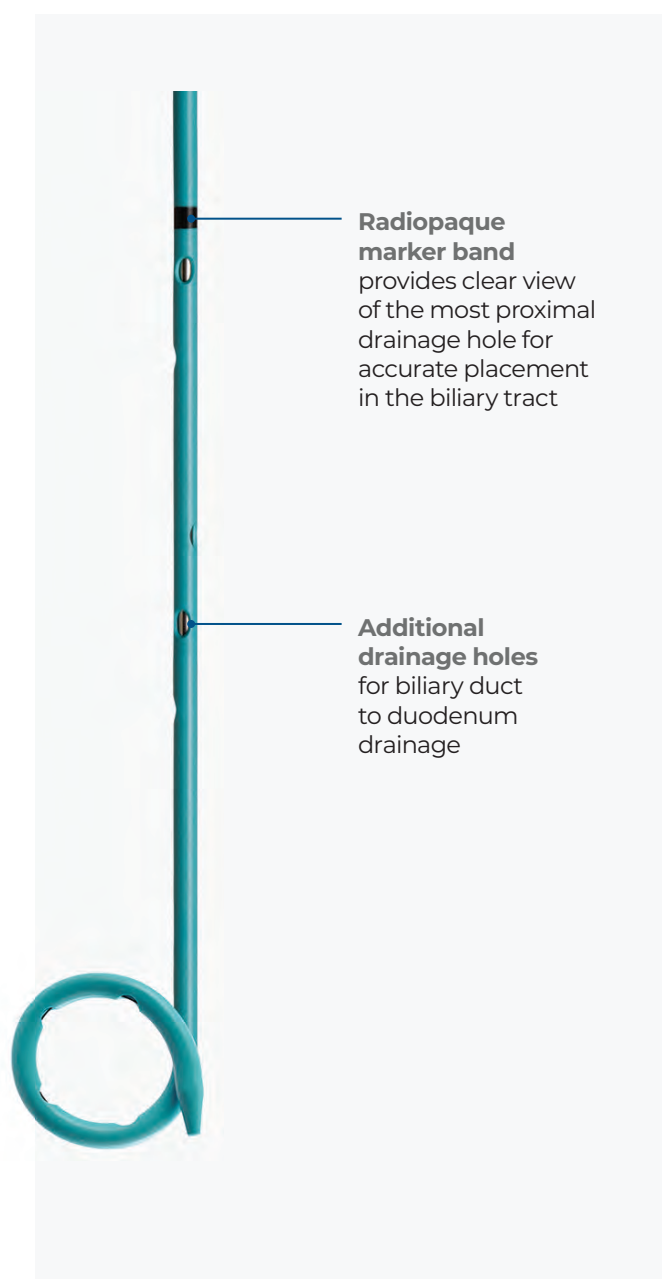 Radiopaque
marker band
provides clear view
of the most proximal
drainage hole for
accurate placement
in the biliary tract
Additional
drainage holes
for biliary duct
to duodenum
drainage